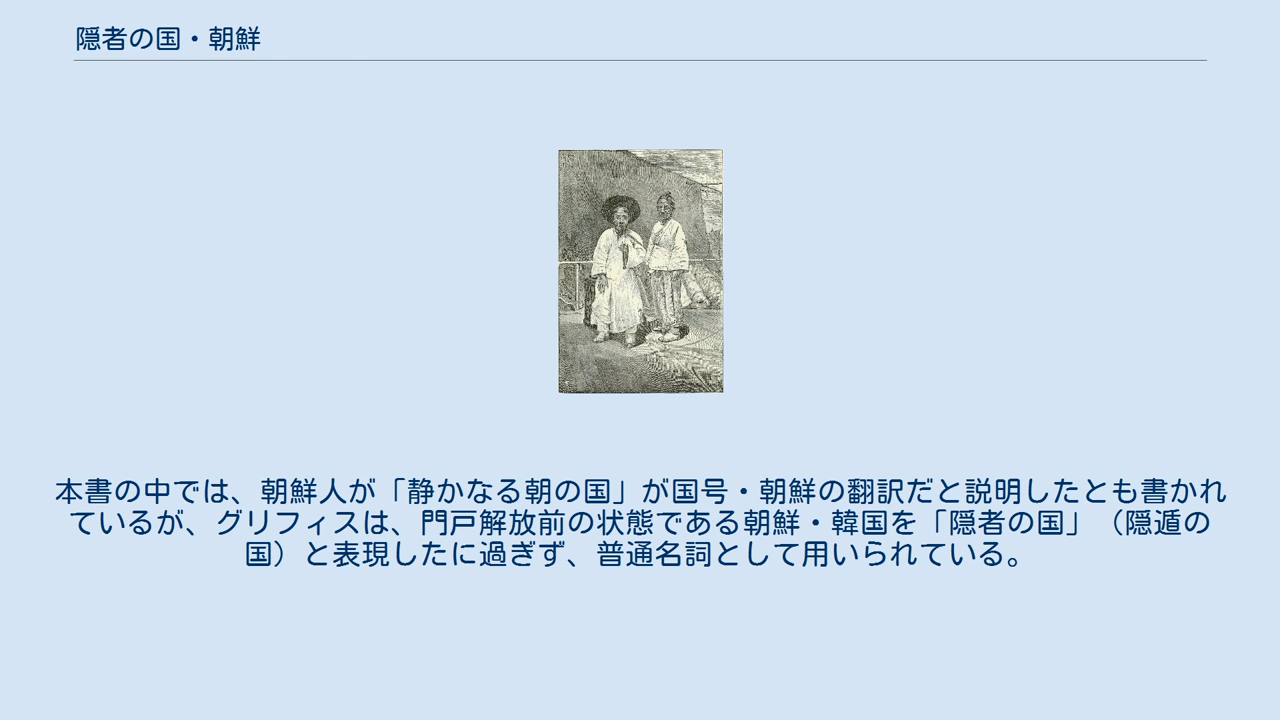 隠者の国・朝鮮
本書の中では、朝鮮人が「静かなる朝の国」が国号・朝鮮の翻訳だと説明したとも書かれ
ているが、グリフィスは、門戸解放前の状態である朝鮮・韓国を「隠者の国」（隠遁の
国）と表現したに過ぎず、普通名詞として用いられている。